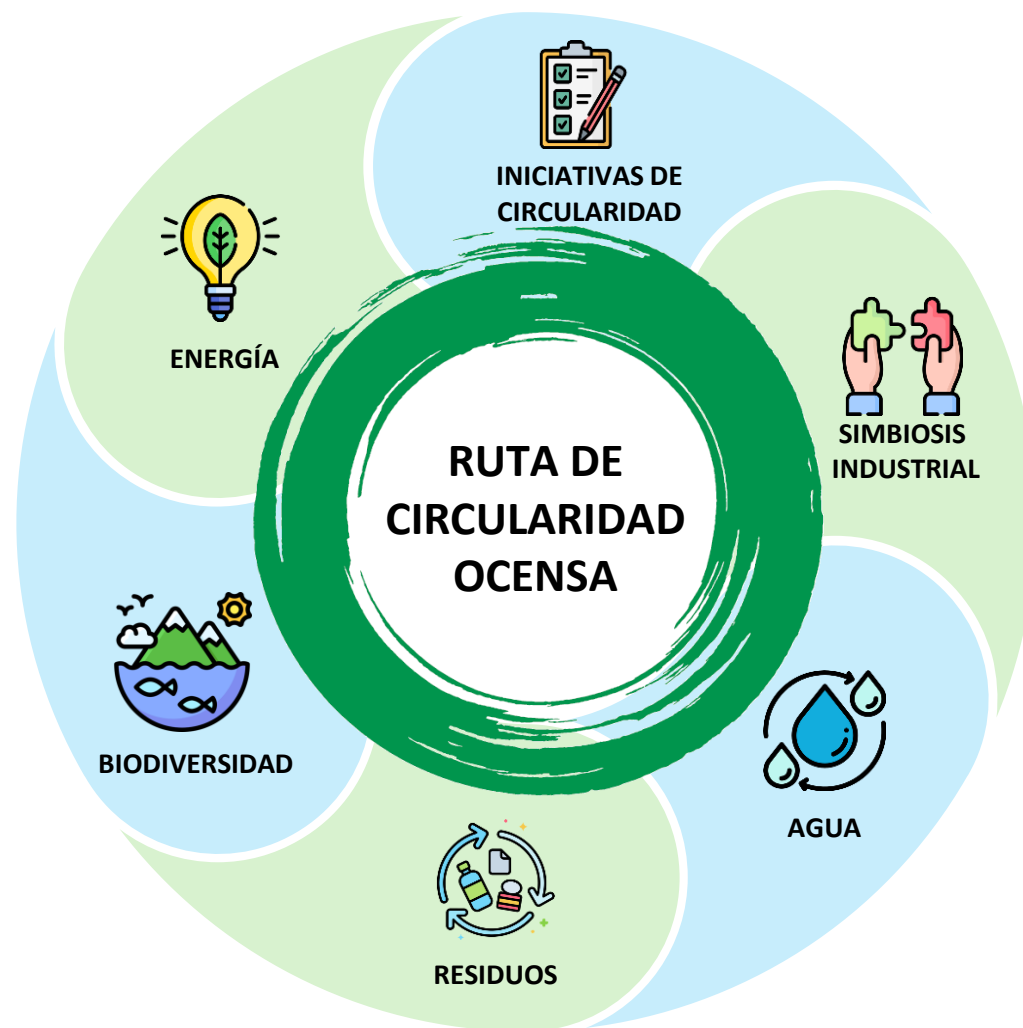 INICIATIVAS DE
CIRCULARIDAD
SIMBIOSIS
INDUSTRIAL
AGUA
RESIDUOS
BIODIVERSIDAD
ENERGÍA
RUTA DE
CIRCULARIDAD
OCENSA